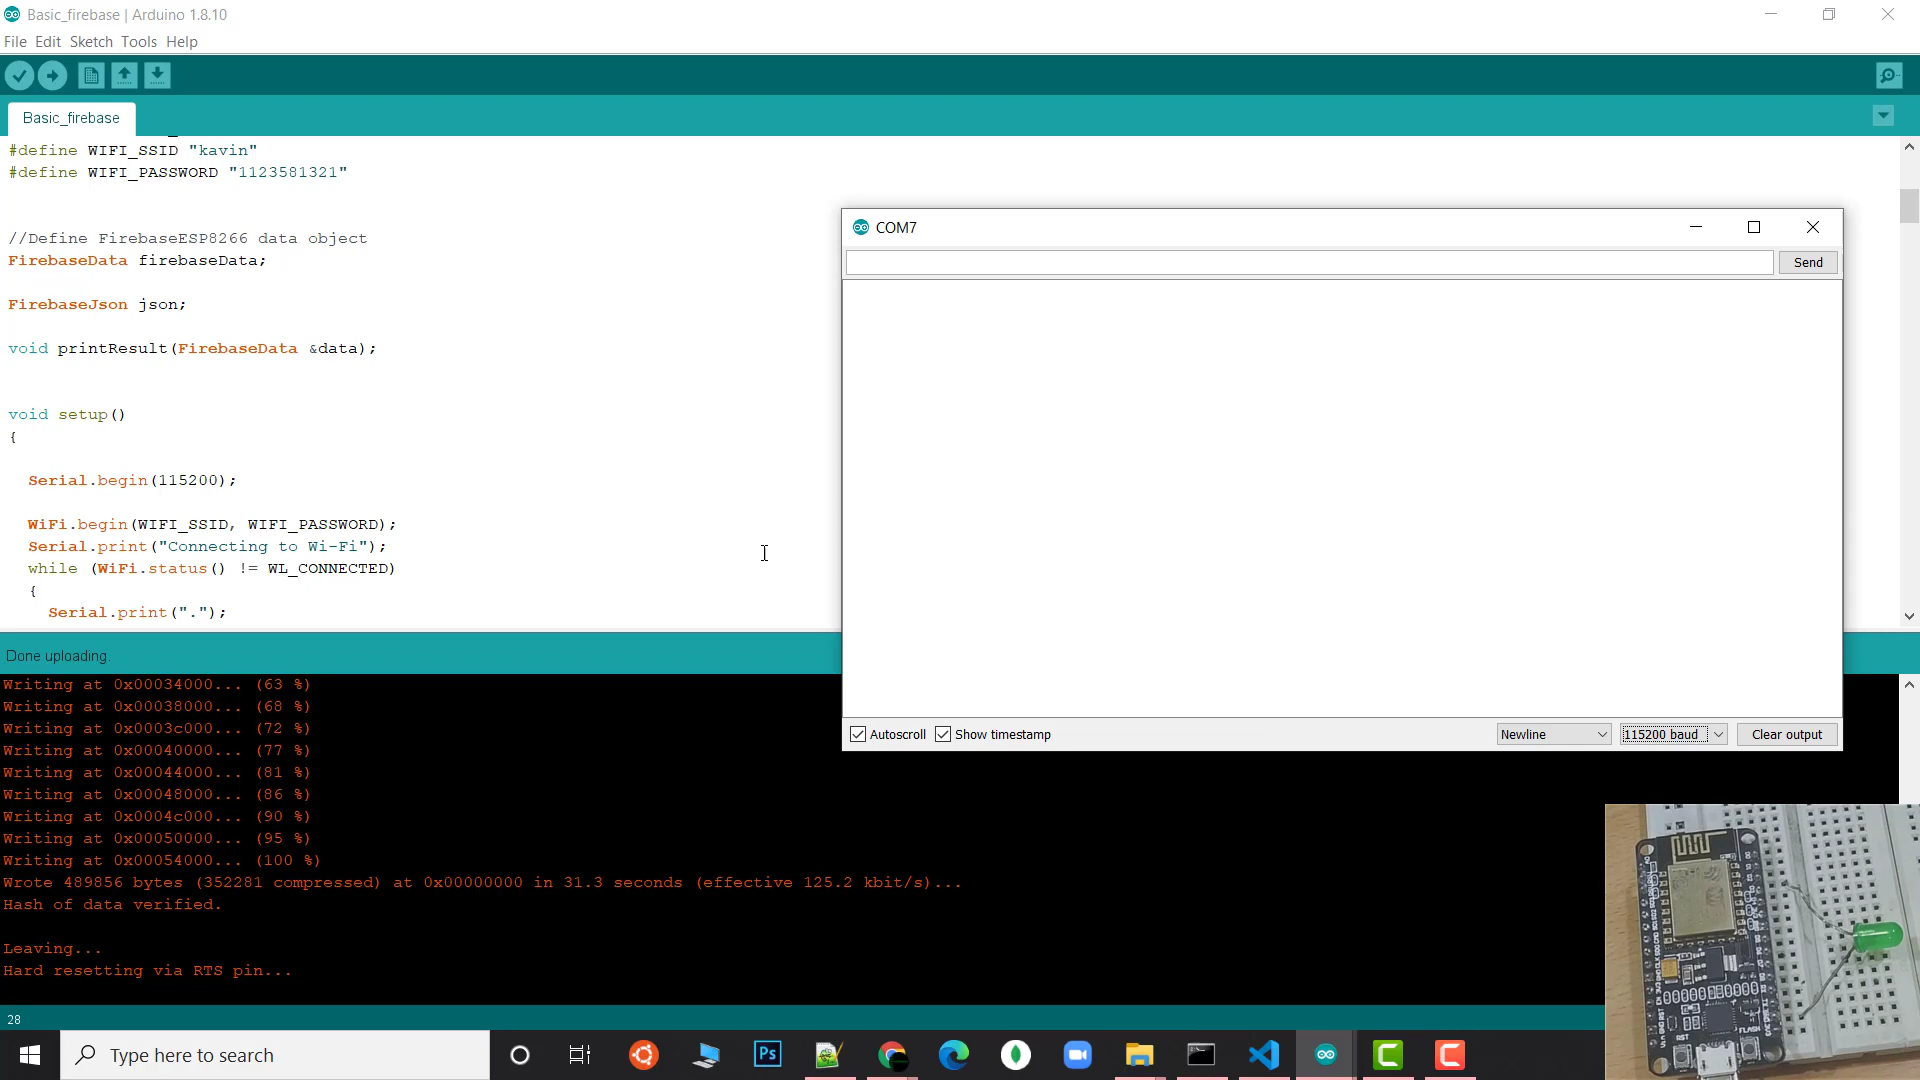 Basic_firebase | Arduino 1.8.10
File Edit Sketch Tools Help
Basic_firebase
#define WIFI_SSID "kavin"
#define WIFI_PASSWORD "1123581321"
//Define FirebaseESP8266 data object
FirebaseData firebaseData;
FirebaseJson json;
void printResult(FirebaseData &data);
void setup()
{
Serial.begin(115200);
WiFi.begin(WIFI_SSID, WIFI_PASSWORD);
Serial.print("Connecting to Wi-Fi");
while (WiFi.status() != WL_CONNECTED)
{
Serial.print(".");
COM7
Send
Autoscroll Show timestamp Newline 115200 baud Clear output
Done uploading.
Writing at 0x00034000... (63 %)
Writing at 0x00038000... (68 %)
Writing at 0x0003c000... (72 %)
Writing at 0x00040000... (77 %)
Writing at 0x00044000... (81 %)
Writing at 0x00048000... (86 %)
Writing at 0x0004c000... (90 %)
Writing at 0x00050000... (95 %)
Writing at 0x00054000... (100 %)
Wrote 489856 bytes (352281 compressed) at 0x00000000 in 31.3 seconds (effective 125.2 kbit/s)...
Hash of data verified.
Leaving...
Hard resetting via RTS pin...
28
Type here to search
Ps
RST
FLASH